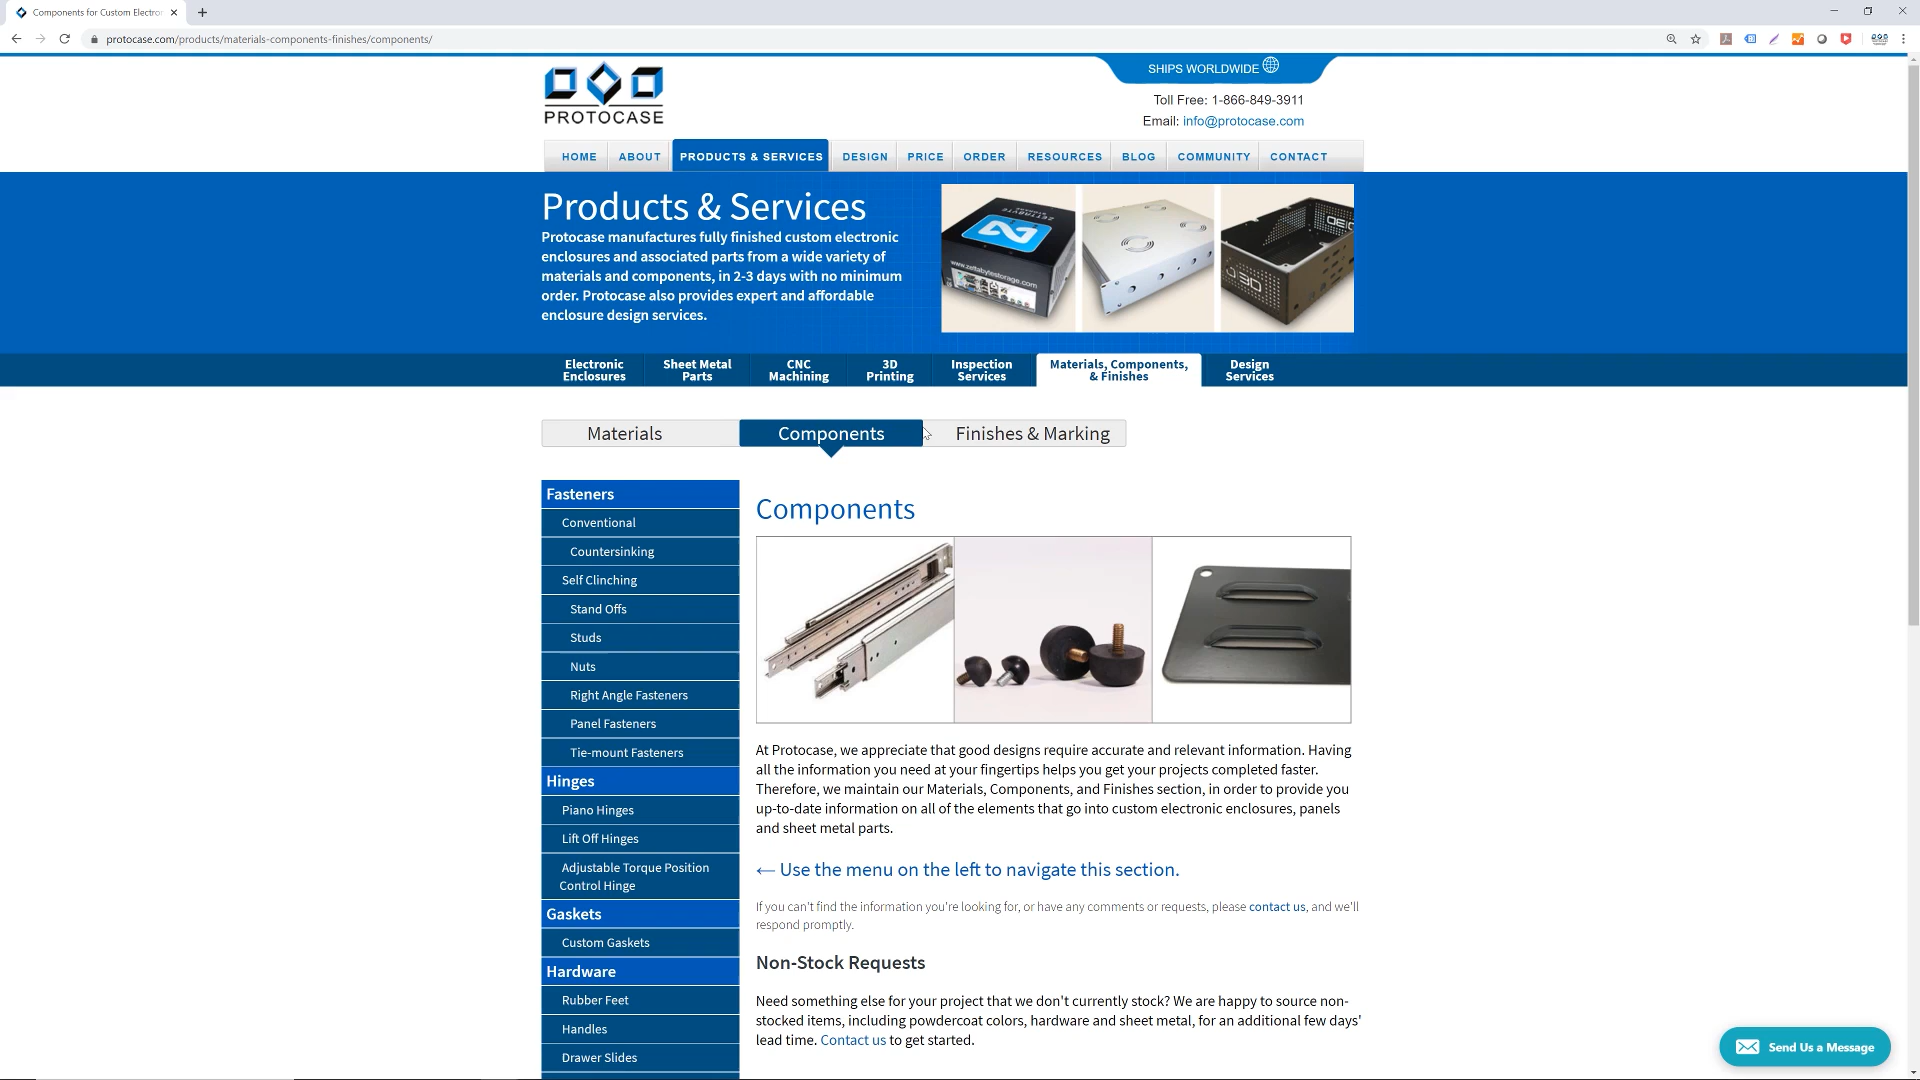 Components for Custom Electro
protocase.com/products/materials-components-finishes/components/
PROTOCASE
SHIPS WORLDWIDE
Toll Free: 1-866-849-3911
Email: info@protocase.com
HOME ABOUT PRODUCTS & SERVICES DESIGN PRICE ORDER RESOURCES BLOG COMMUNITY CONTACT
Products & Services
Protocase manufactures fully finished custom electronic
enclosures and associated parts from a wide variety of
materials and components, in 2-3 days with no minimum
order. Protocase also provides expert and affordable
enclosure design services.
ZETTABYTE
STORAGE
www.zettabytestorage.com
Electronic Enclosures
Sheet Metal Parts
CNC Machining
3D Printing
Inspection Services
Materials, Components, & Finishes
Design Services
Materials Components Finishes & Marking
Fasteners
Conventional
Countersinking
Self Clinching
Stand Offs
Studs
Nuts
Right Angle Fasteners
Panel Fasteners
Tie-mount Fasteners
Hinges
Piano Hinges
Lift Off Hinges
Adjustable Torque Position
Control Hinge
Gaskets
Custom Gaskets
Hardware
Rubber Feet
Handles
Drawer Slides
Components
At Protocase, we appreciate that good designs require accurate and relevant information. Having
all the information you need at your fingertips helps you get your projects completed faster.
Therefore, we maintain our Materials, Components, and Finishes section, in order to provide you
up-to-date information on all of the elements that go into custom electronic enclosures, panels
and sheet metal parts.
← Use the menu on the left to navigate this section.
If you can't find the information you're looking for, or have any comments or requests, please contact us, and we'll
respond promptly.
Non-Stock Requests
Need something else for your project that we don't currently stock? We are happy to source non-
stocked items, including powdercoat colors, hardware and sheet metal, for an additional few days'
lead time. Contact us to get started.
Send Us a Message